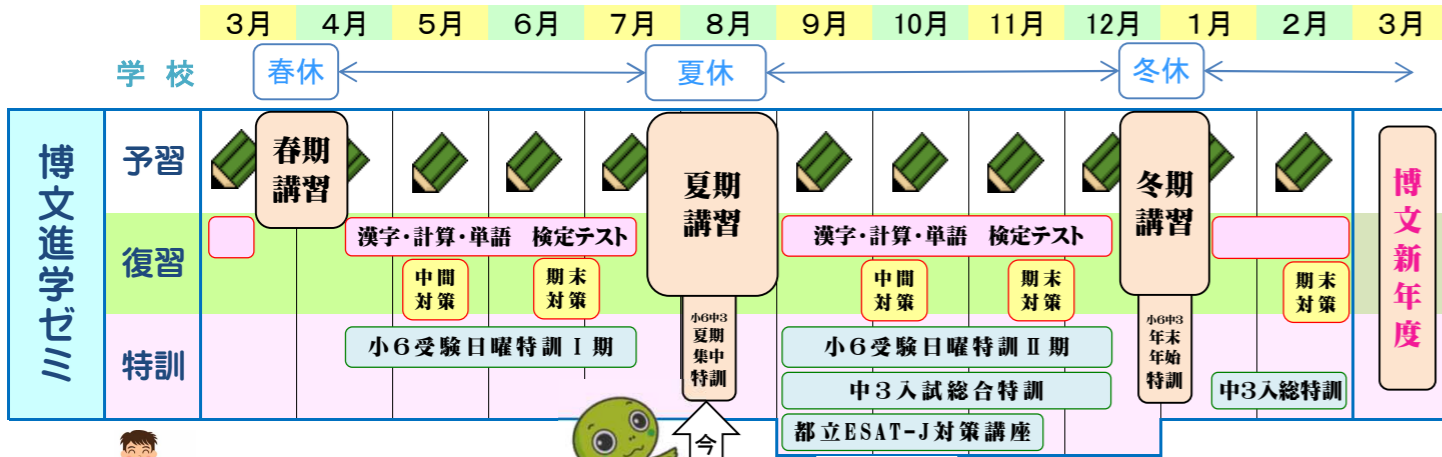 3月 4月 5月 6月 7月 8月 9月 10月 11月 12月 1月 2月 3月
学 校
春休
夏休
冬休
博文進学ゼミ
予習
春期
講習
夏期
講習
冬期
講習
博文新年度
復習
漢字・計算・単語 検定テスト
漢字・計算・単語 検定テスト
中間
対策
期末
対策
中間
対策
期末
対策
期末
対策
特訓
小6受験日曜特訓Ⅰ期
小6中3
夏期
集中
特訓
小6受験日曜特訓Ⅱ期
小6中3
年末
年始
特訓
中3入試総合特訓
中3入総特訓
都立ESAT-J対策講座
今